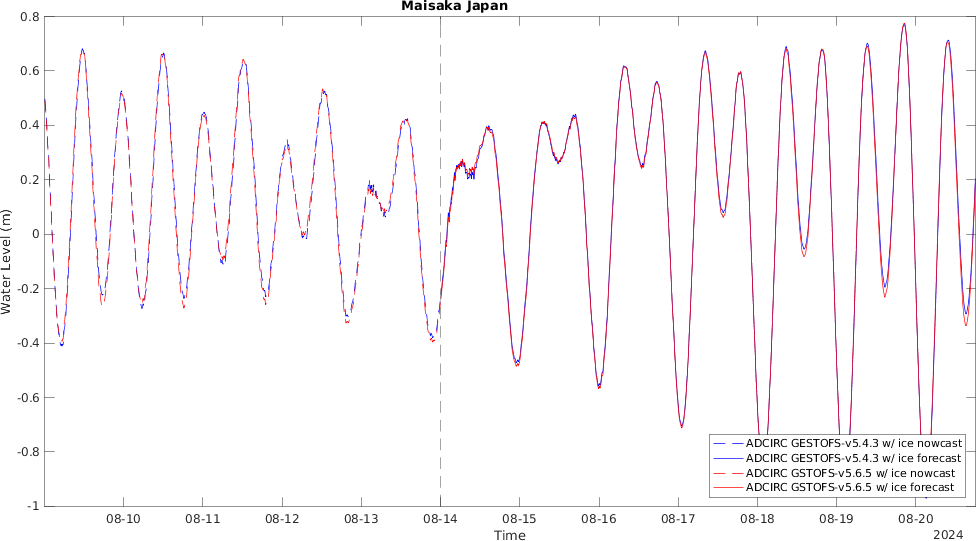 Maisaka Japan
0.8
0.6
0.4
0.2
0
-0.2
-0.4
-0.6
-0.8
-1
Water Level (m)
ADCIRC GESTOFS-v5.4.3 w/ ice nowcast
ADCIRC GESTOFS-v5.4.3 w/ ice forecast
ADCIRC GSTOFS-v5.6.5 w/ ice nowcast
ADCIRC GSTOFS-v5.6.5 w/ ice forecast
08-10 08-11 08-12 08-13 08-14 08-15 08-16 08-17 08-18 08-19 08-20
Time
2024